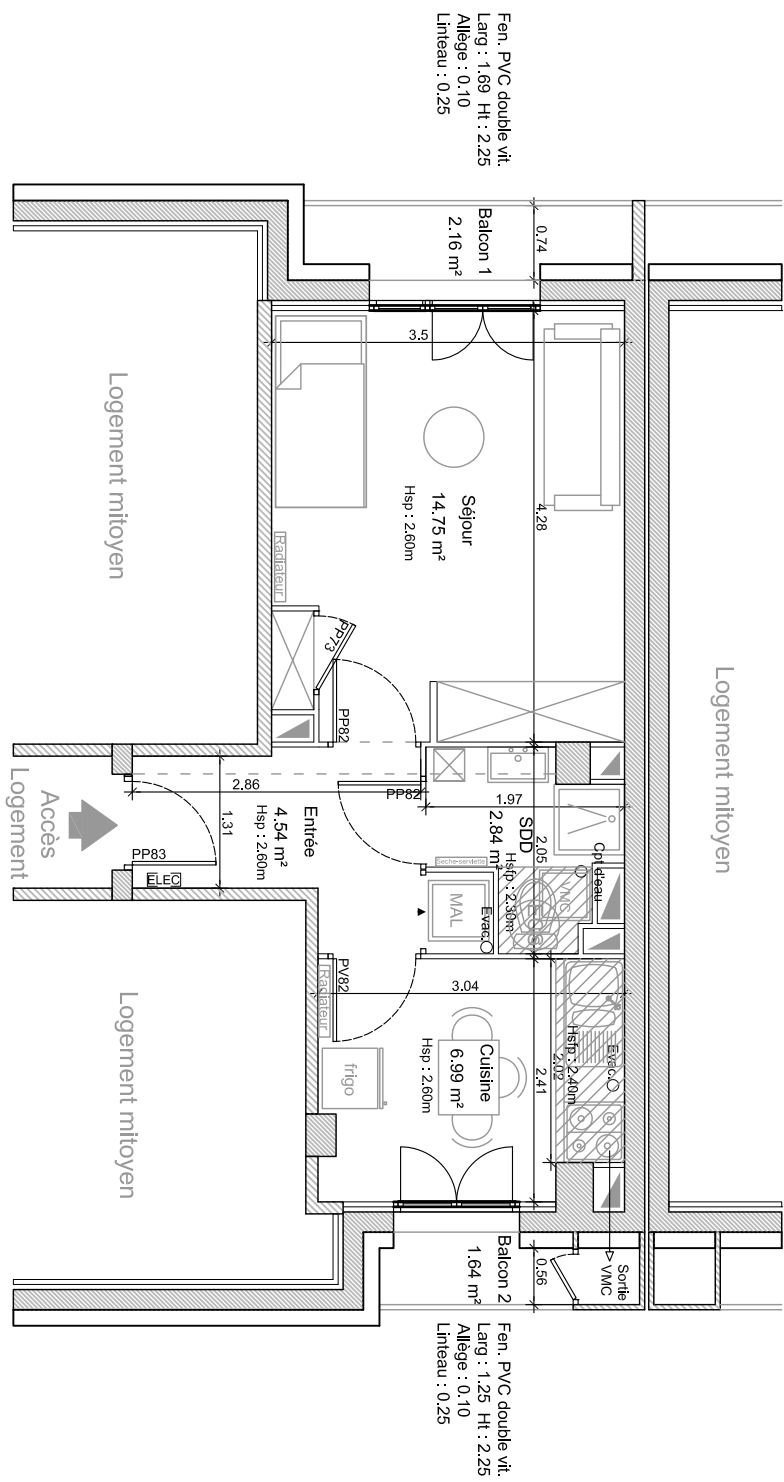 Fen. PVC double vit.
Larg : 1.69 Ht : 2.25
Allège : 0.10
Linteau : 0.25
Balcon 1
2.16 m²
0.74
3.5
4.28
Séjour
14.75 m²
Hsp : 2.60m
Radiateur
PP73
PP82
Logement mitoyen
Logement mitoyen
2.86
PP82
1.31
Entrée
4.54 m²
Hsp : 2.60m
PP83
ELEC
Accès
Logement
1.97
SDD
2.84 m²
2.05
Hsfp : 2.30m
Seche-serviette
Cpt d'eau
VMC
MAL
Evac.
PV82
Radiateur
3.04
Cuisine
6.99 m²
Hsp : 2.60m
frigo
2.41
2.02
Hsfp : 2.40m
Evac.
Logement mitoyen
Balcon 2
1.64 m²
0.56
Sortie
VMC
Fen. PVC double vit.
Larg : 1.25 Ht : 2.25
Allège : 0.10
Linteau : 0.25